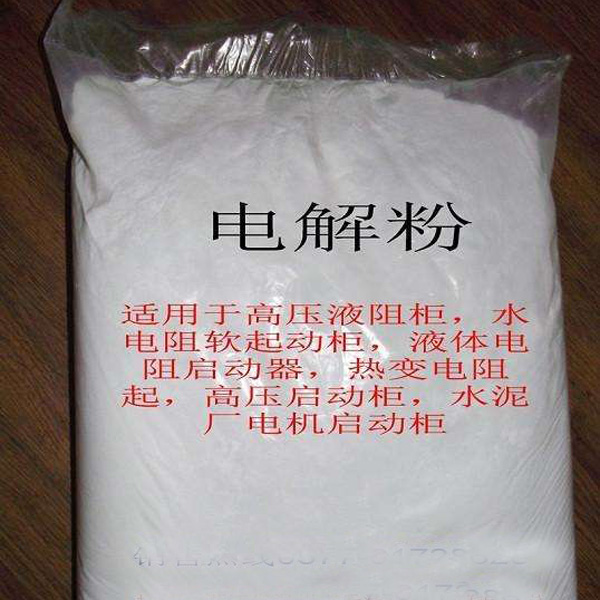 电解粉
适用于高压液阻柜，水
电阻软起动柜，液体电
阻启动器，热变电阻
起，高压启动柜，水泥
厂电机启动柜